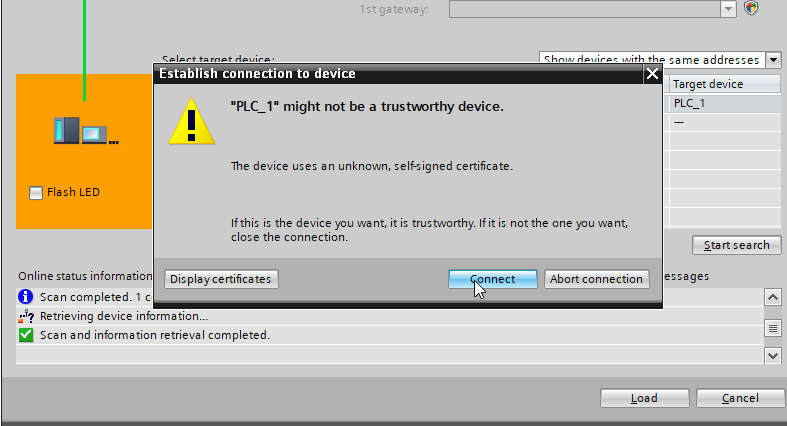 1st gateway:
Select target device:
Show devices with the same addresses
Establish connection to device
Target device
"PLC_1" might not be a trustworthy device.
PLC_1
---
The device uses an unknown, self-signed certificate.
Flash LED
If this is the device you want, it is trustworthy. If it is not the one you want,
close the connection.
Start search
Online status information
essages
Display certificates
Connect
Abort connection
Scan completed. 1 c
Retrieving device information...
Scan and information retrieval completed.
Load
Cancel